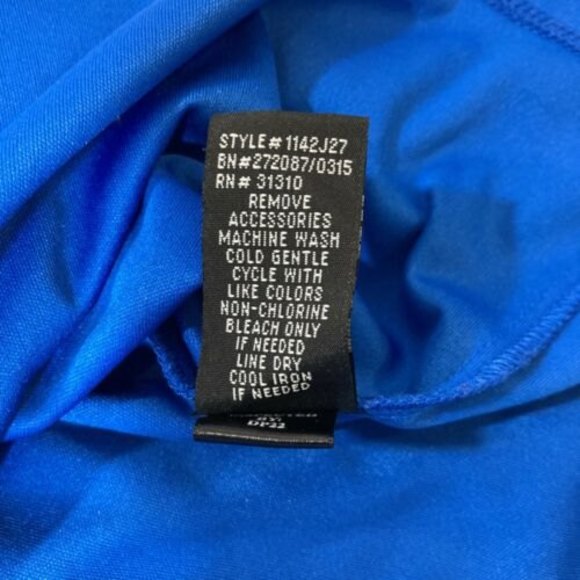 STYLE# 1142J27
BN# 272087/0315
RN# 31310
REMOVE
ACCESSORIES
MACHINE WASH
COLD GENTLE
CYCLE WITH
LIKE COLORS
NON-CHLORINE
BLEACH ONLY
IF NEEDED
LINE DRY
COOL IRON
IF NEEDED
BY: